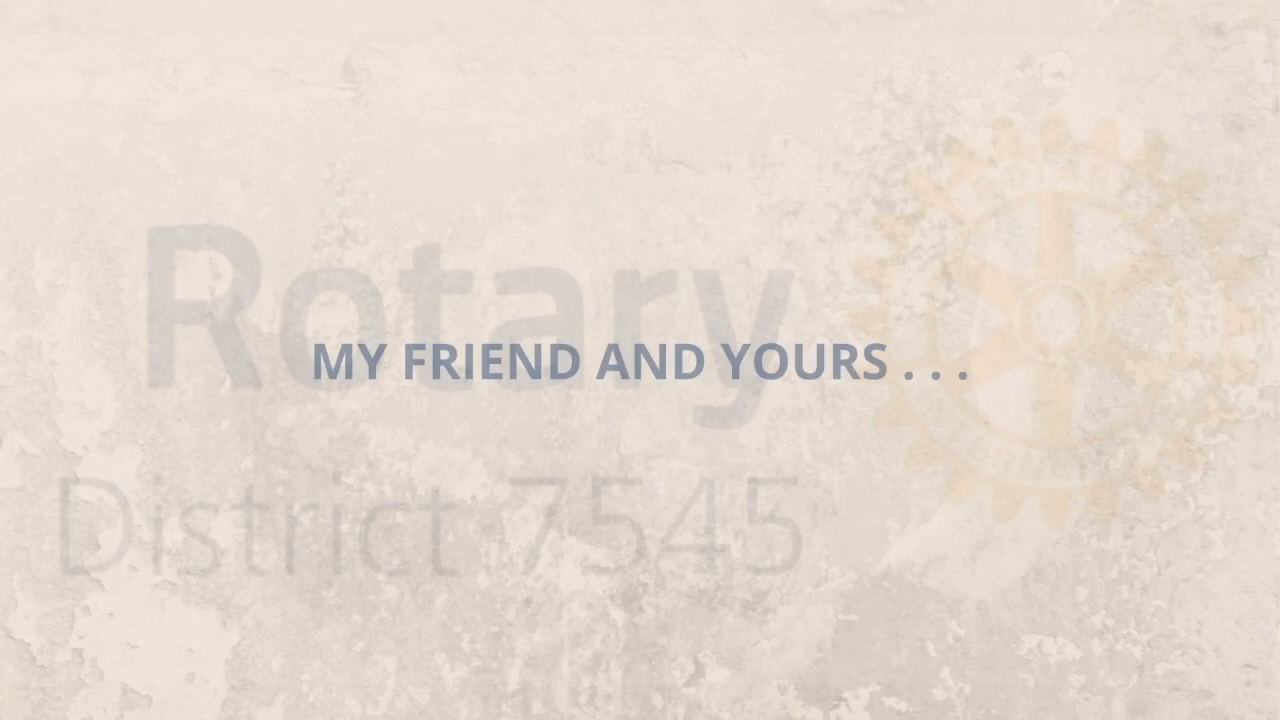 Rotary
MY FRIEND AND YOURS . . .
District 7545